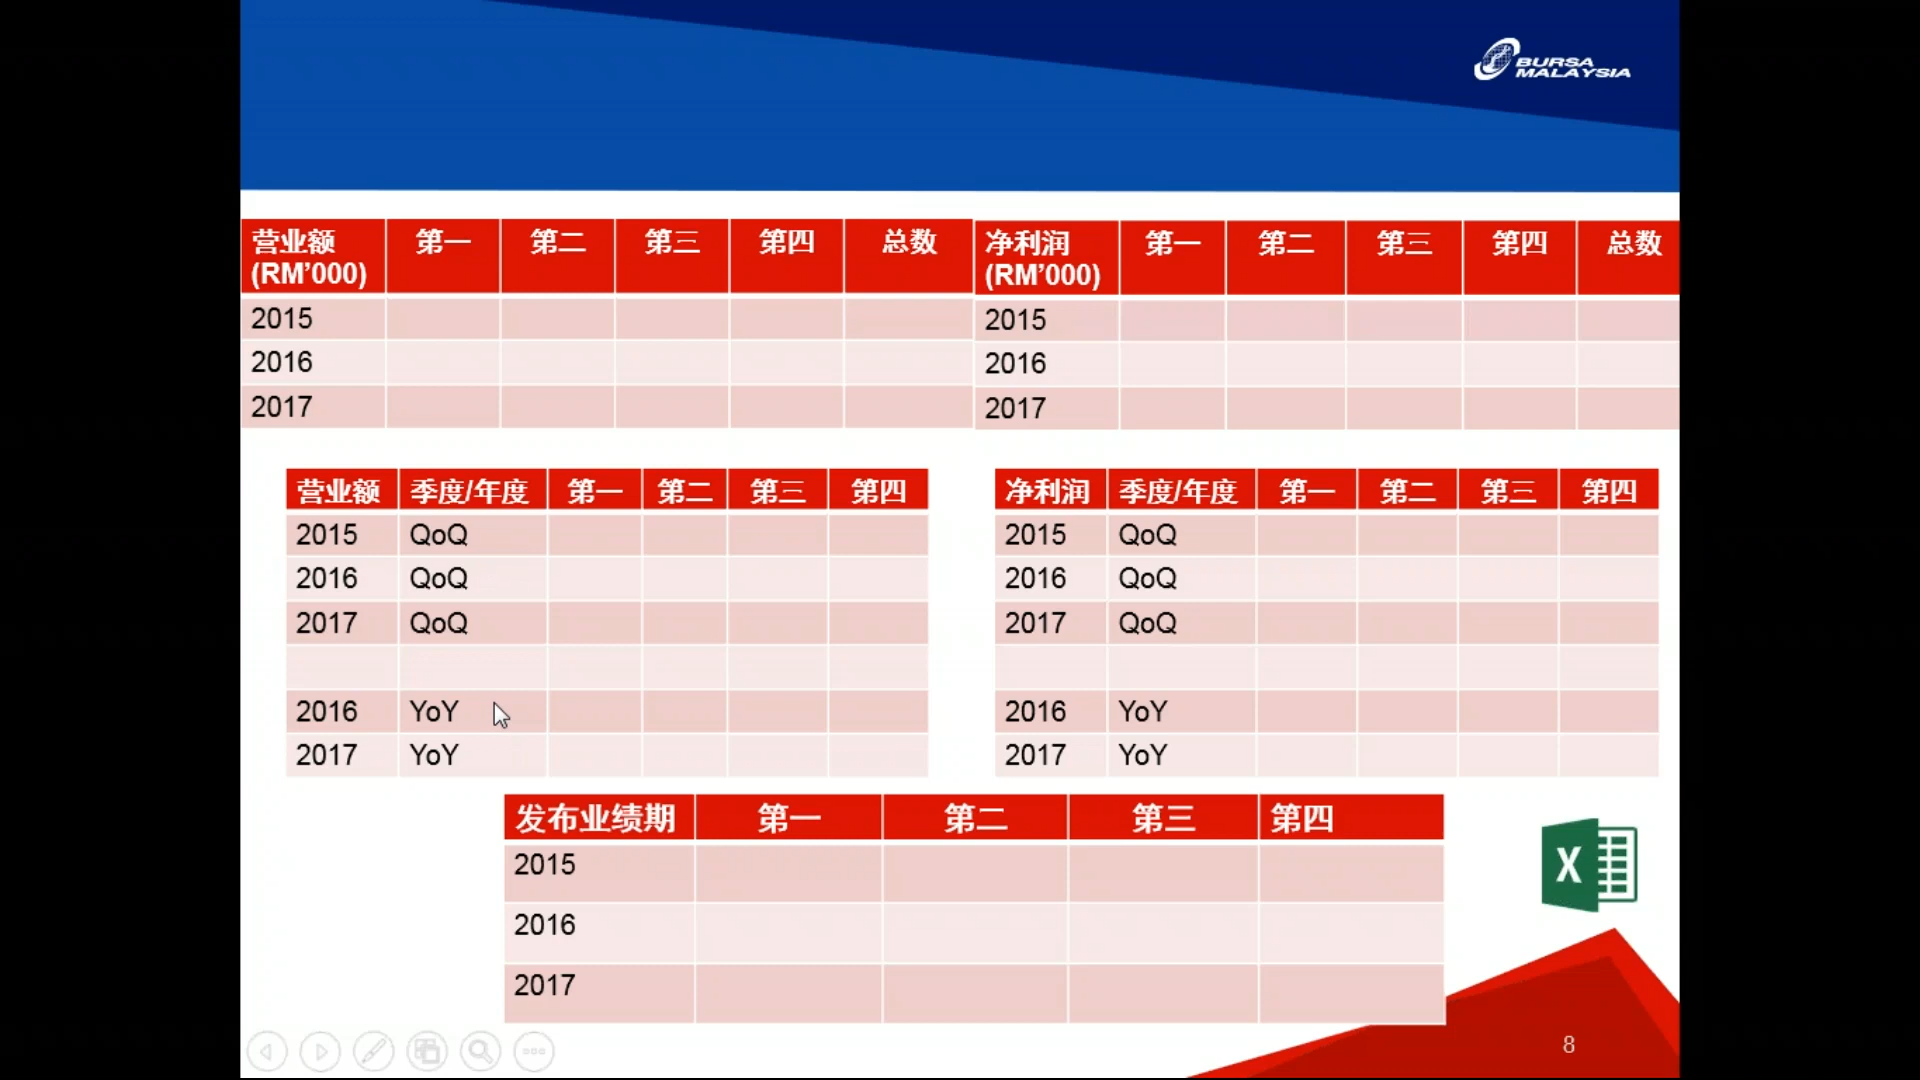 BURSA
MALAYSIA
营业额 第一 第二 第三 第四 总数
(RM'000)
2015
2016
2017
净利润 第一 第二 第三 第四 总数
(RM'000)
2015
2016
2017
营业额 季度/年度 第一 第二 第三 第四
2015 QoQ
2016 QoQ
2017 QoQ
2016 YoY
2017 YoY
净利润 季度/年度 第一 第二 第三 第四
2015 QoQ
2016 QoQ
2017 QoQ
2016 YoY
2017 YoY
发布业绩期 第一 第二 第三 第四
2015
2016
2017
X
8